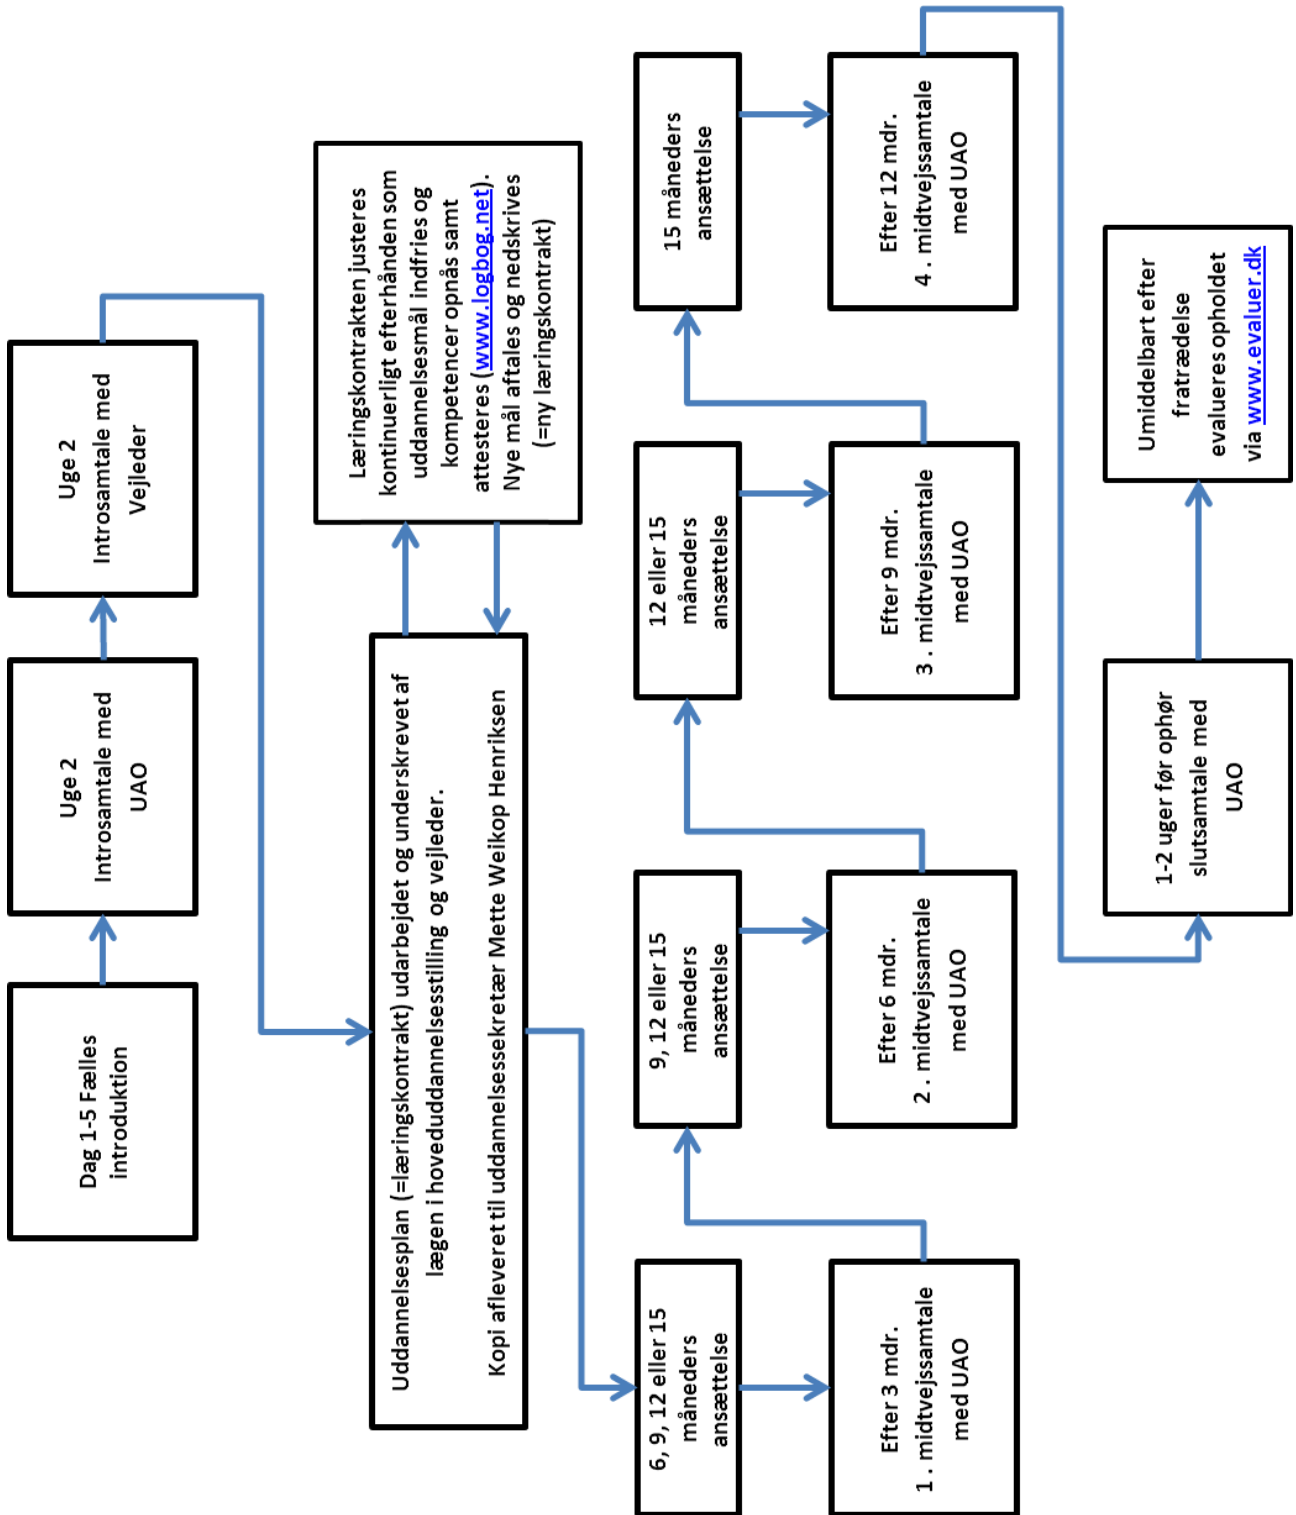 Dag 1-5 Fælles
introduktion
Uge 2
Introsamtale med
UAO
Uge 2
Introsamtale med
Vejleder
Uddannelsesplan (=læringskontrakt) udarbejdet og underskrevet af
lægen i hoveduddannelsesstilling og vejleder.
Kopi afleveret til uddannelsessekretær Mette Weikop Henriksen
Læringskontrakten justeres
kontinuerligt efterhånden som
uddannelsesmål indfries og
kompetencer opnås samt
attesteres (www.logbog.net).
Nye mål aftales og nedskrives
(=ny læringskontrakt)
6, 9, 12 eller 15
måneders
ansættelse
Efter 3 mdr.
1 . midtvejssamtale
med UAO
9, 12 eller 15
måneders
ansættelse
Efter 6 mdr.
2 . midtvejssamtale
med UAO
12 eller 15
måneders
ansættelse
Efter 9 mdr.
3 . midtvejssamtale
med UAO
15 måneders
ansættelse
Efter 12 mdr.
4 . midtvejssamtale
med UAO
1-2 uger før ophør
slutsamtale med
UAO
Umiddelbart efter
fratrædelse
evalueres opholdet
via www.evaluer.dk